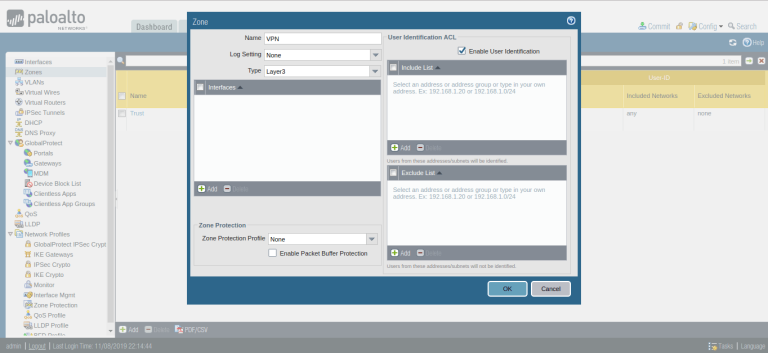 paloalto
NETWORKS
Dashboard
Commit
Config
Search
Help
Interfaces
Zones
VLANs
Virtual Wires
Virtual Routers
IPSec Tunnels
DHCP
DNS Proxy
GlobalProtect
Portals
Gateways
MDM
Device Block List
Clientless Apps
Clientless App Groups
QoS
LLDP
Network Profiles
GlobalProtect IPSec Crypt
IKE Gateways
IPSec Crypto
IKE Crypto
Monitor
Interface Mgmt
Zone Protection
QoS Profile
LLDP Profile
BFD Profile
Name
Trust
Zone
Name VPN
Log Setting None
Type Layer3
Interfaces
Add Delete
Zone Protection
Zone Protection Profile None
Enable Packet Buffer Protection
User Identification ACL
Enable User Identification
Include List
Select an address or address group or type in your own
address. Ex: 192.168.1.20 or 192.168.1.0/24
Add Delete
Users from these addresses/subnets will be identified.
Exclude List
Select an address or address group or type in your own
address. Ex: 192.168.1.20 or 192.168.1.0/24
Add Delete
Users from these addresses/subnets will not be identified.
OK Cancel
1 item
User ID
Included Networks Excluded Networks
any none
Add Delete PDF/CSV
admin | Logout | Last Login Time: 11/08/2019 22:14:44
Tasks | Language